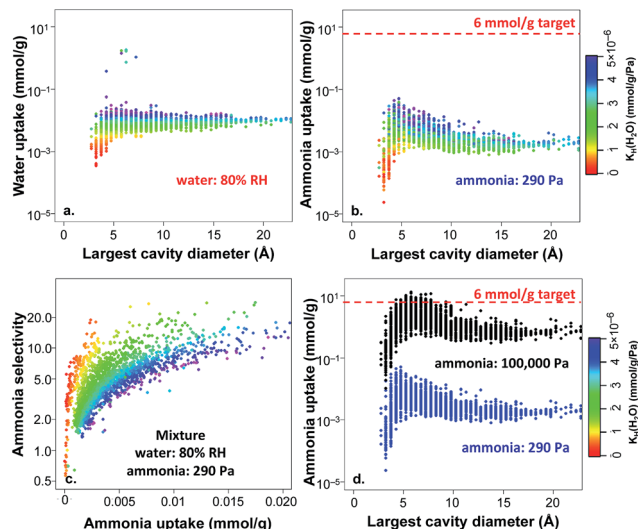 Water uptake (mmol/g)
10¹
10⁻¹
10⁻³
10⁻⁵
water: 80% RH
a.
0 5 10 15 20
Largest cavity diameter (Å)
Ammonia uptake (mmol/g)
10¹
10⁻¹
10⁻³
10⁻⁵
6 mmol/g target
ammonia: 290 Pa
b.
0 5 10 15 20
Largest cavity diameter (Å)
5×10⁻⁶
4
3
2
1
0
K_H(H₂O) (mmol/g/Pa)
Ammonia selectivity
20.0
10.0
5.0
2.0
1.0
0.5
Mixture
water: 80% RH
ammonia: 290 Pa
c.
0 0.005 0.010 0.015 0.020
Ammonia uptake (mmol/g)
Ammonia uptake (mmol/g)
10¹
10⁻¹
10⁻³
10⁻⁵
6 mmol/g target
ammonia: 100,000 Pa
ammonia: 290 Pa
d.
0 5 10 15 20
Largest cavity diameter (Å)
5×10⁻⁶
4
3
2
1
0
K_H(H₂O) (mmol/g/Pa)